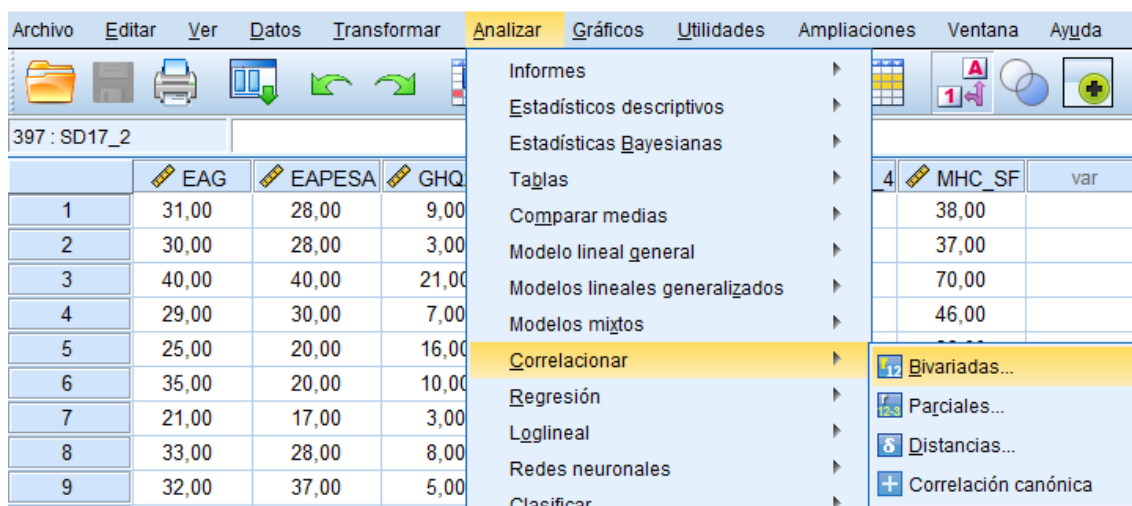 Archivo Editar Ver Datos Transformar Analizar Gráficos Utilidades Ampliaciones Ventana Ayuda
397 : SD17_2
EAG EAPESA GHQ 4 MHC_SF var
1 31,00 28,00 9,00 38,00
2 30,00 28,00 3,00 37,00
3 40,00 40,00 21,00 70,00
4 29,00 30,00 7,00 46,00
5 25,00 20,00 16,00
6 35,00 20,00 10,00
7 21,00 17,00 3,00
8 33,00 28,00 8,00
9 32,00 37,00 5,00
Informes
Estadísticos descriptivos
Estadísticas Bayesianas
Tablas
Comparar medias
Modelo lineal general
Modelos lineales generalizados
Modelos mixtos
Correlacionar
Regresión
Loglineal
Redes neuronales
Clasificar
Bivariadas...
Parciales...
Distancias...
Correlación canónica